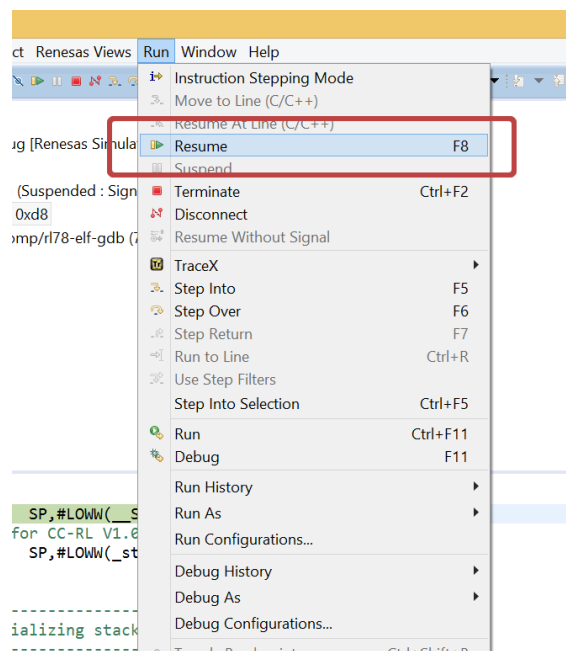 ct Renesas Views Run Window Help
Instruction Stepping Mode
Move to Line (C/C++)
Resume At Line (C/C++)
ug [Renesas Simula
Resume F8
Suspend
(Suspended : Sign
Terminate Ctrl+F2
0xd8
Disconnect
omp/rl78-elf-gdb (7
Resume Without Signal
TraceX
Step Into F5
Step Over F6
Step Return F7
Run to Line Ctrl+R
Use Step Filters
Step Into Selection Ctrl+F5
Run Ctrl+F11
Debug F11
Run History
SP,#LOWW(__S
Run As
for CC-RL V1.0
Run Configurations...
SP,#LOWW(_st
Debug History
Debug As
ializing stack
Debug Configurations...